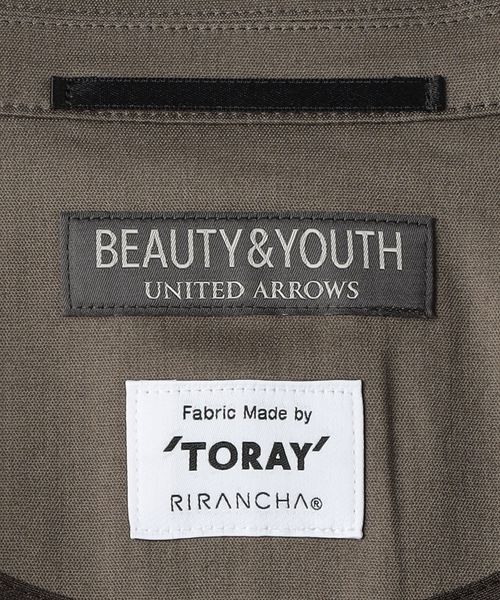 BEAUTY&YOUTH
UNITED ARROWS
Fabric Made by
'TORAY'
RIRANCHA®